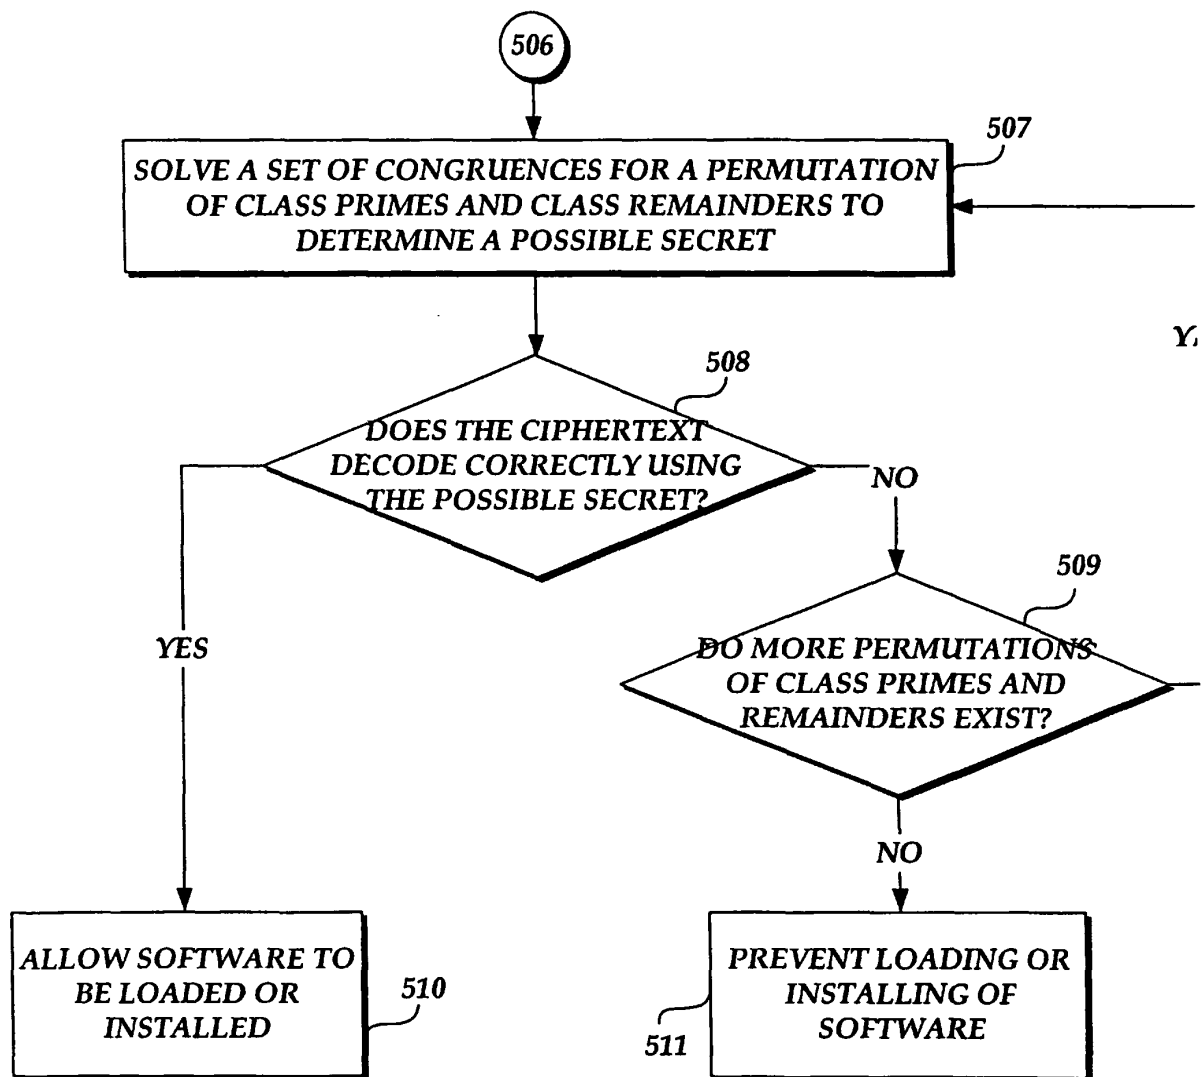 506
507
SOLVE A SET OF CONGRUENCES FOR A PERMUTATION
OF CLASS PRIMES AND CLASS REMAINDERS TO
DETERMINE A POSSIBLE SECRET
508
DOES THE CIPHERTEXT
DECODE CORRECTLY USING
THE POSSIBLE SECRET?
NO
YES
509
DO MORE PERMUTATIONS
OF CLASS PRIMES AND
REMAINDERS EXIST?
NO
ALLOW SOFTWARE TO
BE LOADED OR
INSTALLED
510
PREVENT LOADING OR
INSTALLING OF
SOFTWARE
511